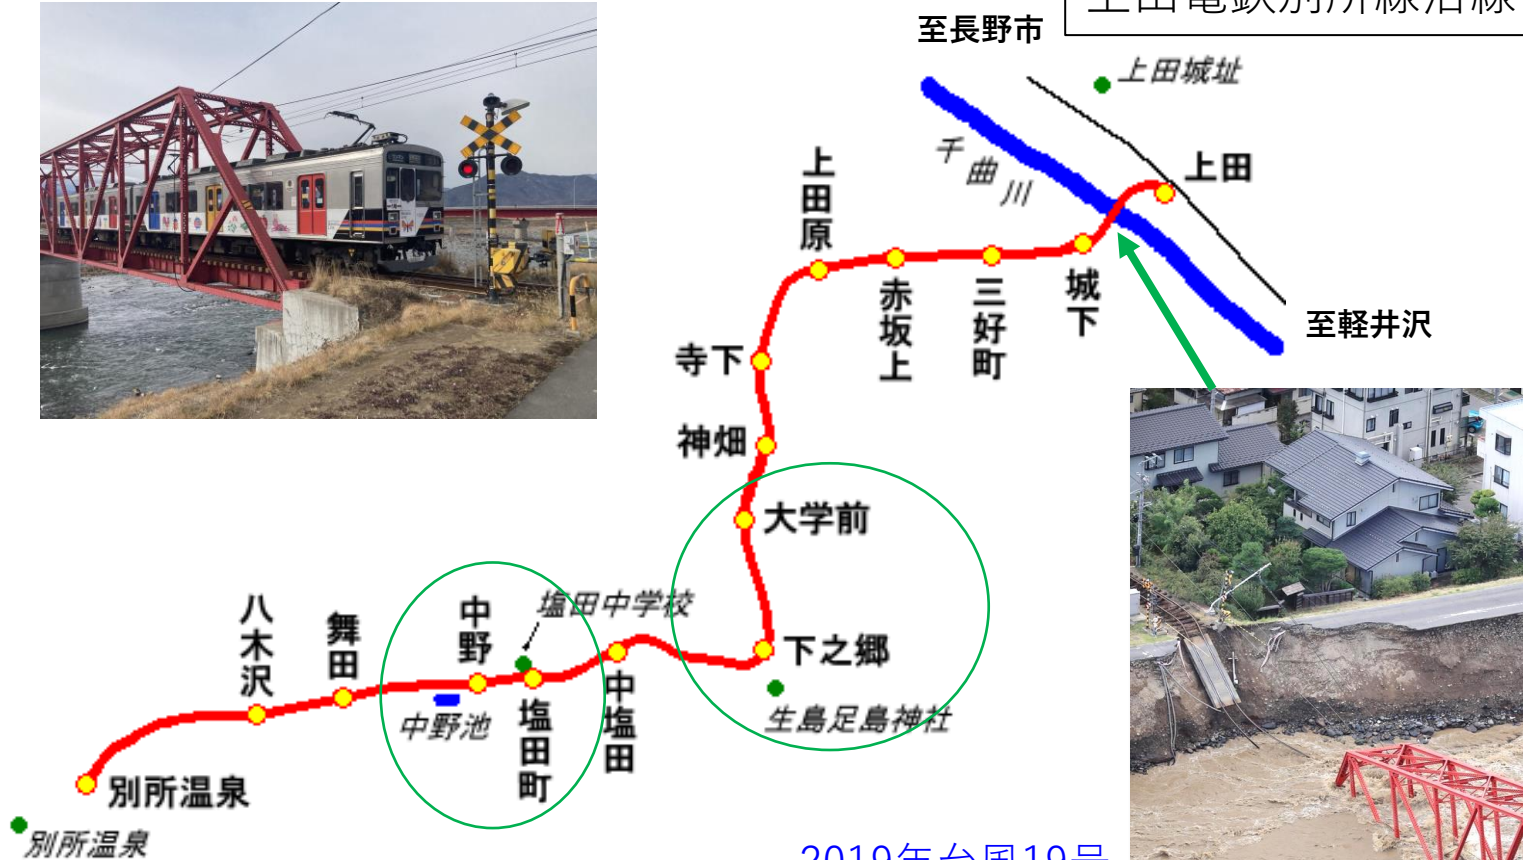 上田電鉄別所線沿線
至長野市
上田城址
千曲川
上田
上田原
赤坂上
三好町
城下
至軽井沢
寺下
神畑
大学前
下之郷
生島足島神社
塩田中学校
中塩田
塩田町
中野
中野池
舞田
八木沢
別所温泉
別所温泉
2019年台風19号